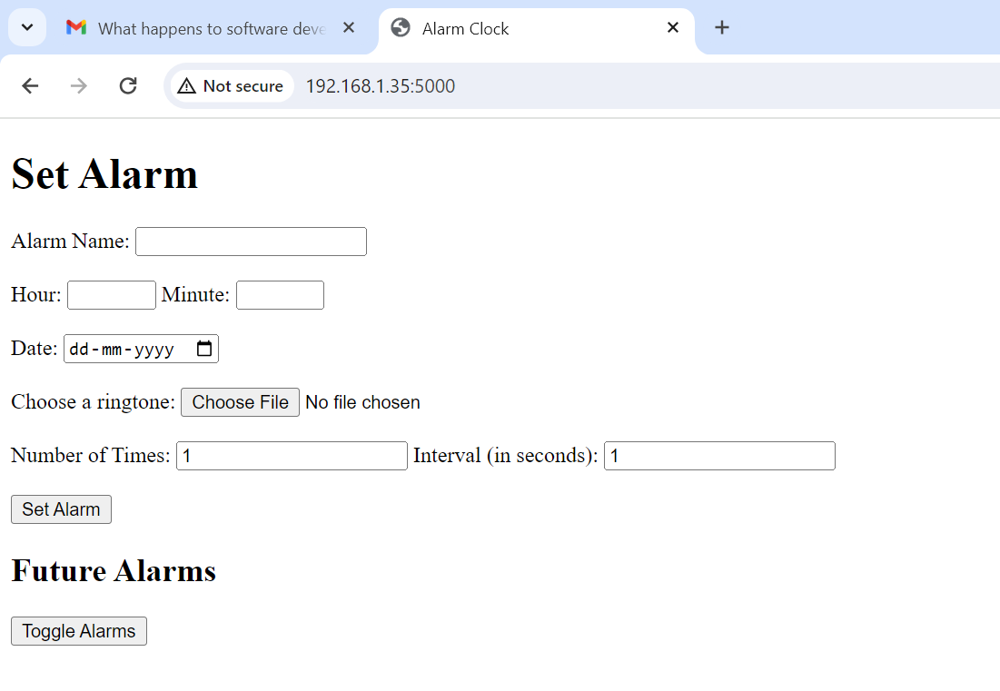 What happens to software deve
Alarm Clock
Not secure
192.168.1.35:5000
Set Alarm
Alarm Name:
Hour: Minute:
Date: dd-mm-yyyy
Choose a ringtone: Choose File No file chosen
Number of Times: 1 Interval (in seconds): 1
Set Alarm
Future Alarms
Toggle Alarms